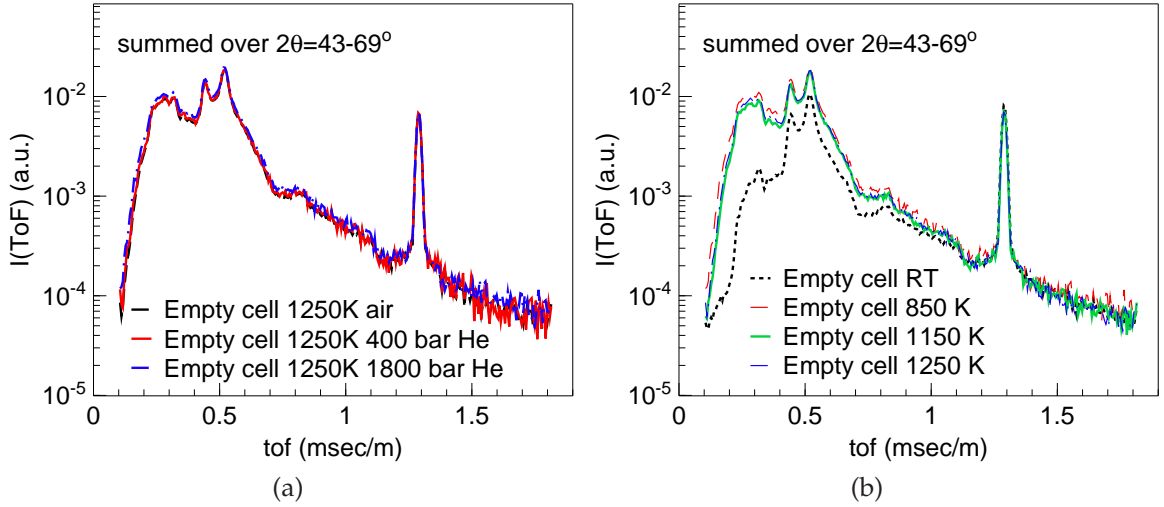 summed over 2θ=43-69°
I(ToF) (a.u.)
10⁻²
10⁻³
10⁻⁴
10⁻⁵
Empty cell 1250K air
Empty cell 1250K 400 bar He
Empty cell 1250K 1800 bar He
0 0.5 1 1.5
tof (msec/m)
(a)
summed over 2θ=43-69°
I(ToF) (a.u.)
10⁻²
10⁻³
10⁻⁴
10⁻⁵
Empty cell RT
Empty cell 850 K
Empty cell 1150 K
Empty cell 1250 K
0 0.5 1 1.5
tof (msec/m)
(b)